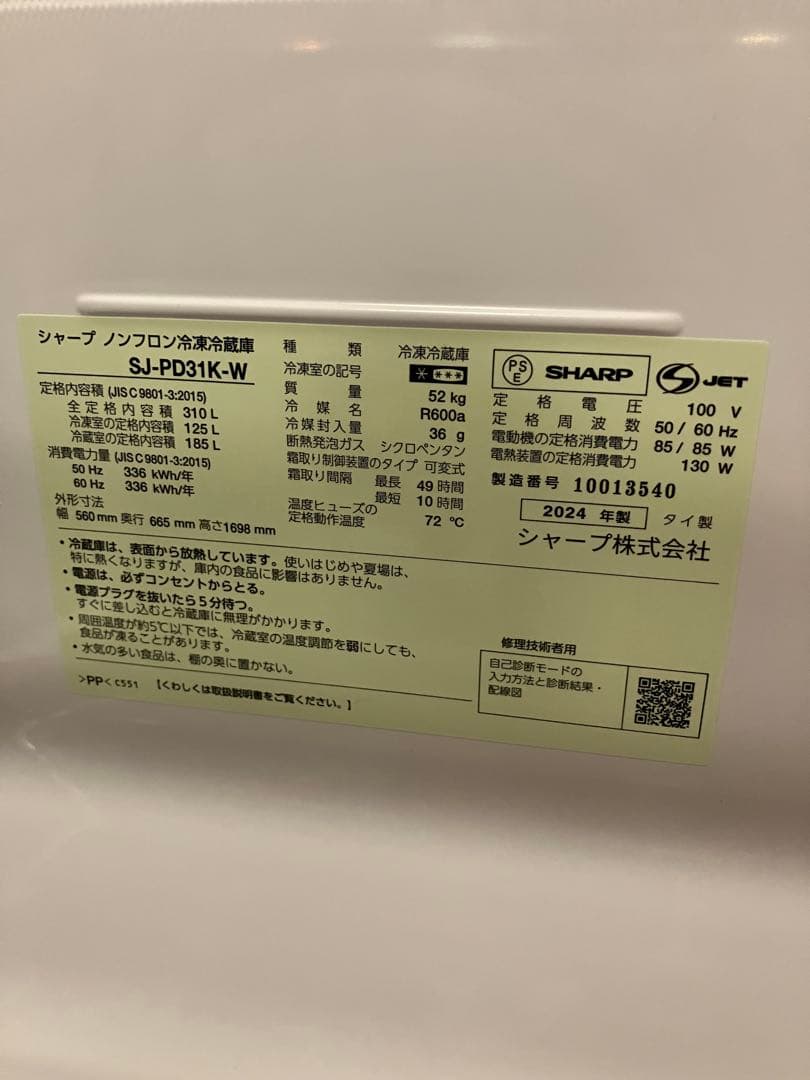 シャープ ノンフロン冷凍冷蔵庫
SJ-PD31K-W
定格内容積 (JIS C 9801-3:2015)
全定格内容積 310 L
冷凍室の定格内容積 125 L
冷蔵室の定格内容積 185 L
消費電力量 (JIS C 9801-3:2015)
50 Hz 336 kWh/年
60 Hz 336 kWh/年
外形寸法
幅 560 mm 奥行 665 mm 高さ1698 mm
種類 冷凍冷蔵庫
冷凍室の記号 * ***
質量 52 kg
冷媒名 R600a
冷媒封入量 36 g
断熱発泡ガス シクロペンタン
霜取り制御装置のタイプ 可変式
霜取り間隔 最長 49 時間
最短 10 時間
温度ヒューズの
定格動作温度 72 ℃
PS
E
SHARP
JET
定格電圧 100 V
定格周波数 50 / 60 Hz
電動機の定格消費電力 85 / 85 W
電熱装置の定格消費電力 130 W
製造番号 10013540
2024 年製 タイ製
シャープ株式会社
・冷蔵庫は、表面から放熱しています。使いはじめや夏場は、
特に熱くなりますが、庫内の食品に影響はありません。
・電源は、必ずコンセントからとる。
・電源プラグを抜いたら5分待つ。
すぐに差し込むと冷蔵庫に無理がかかります。
・周囲温度が約5℃以下では、冷蔵室の温度調節を弱にしても、
食品が凍ることがあります。
・水気の多い食品は、棚の奥に置かない。
>PP< C551 【くわしくは取扱説明書をご覧ください。】
修理技術者用
自己診断モードの
入力方法と診断結果・
配線図